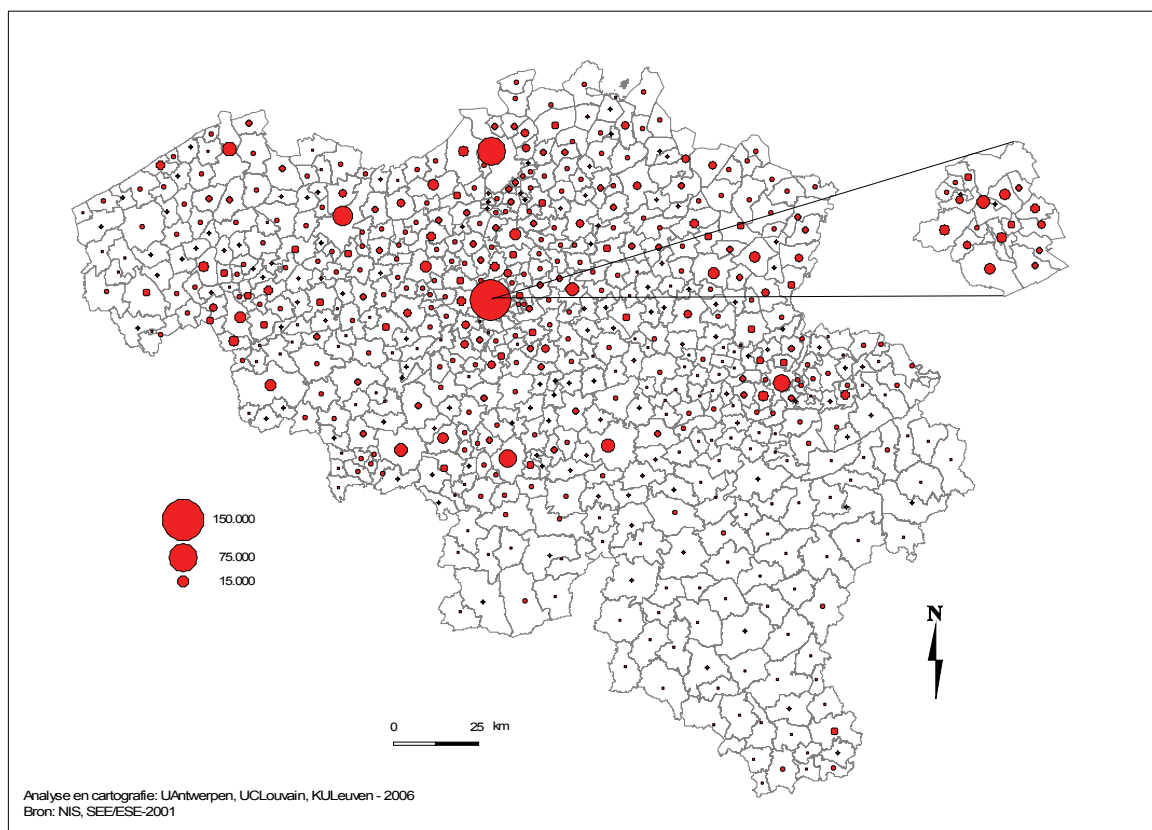 150.000
75.000
15.000
N
0 25 km
Analyse en cartografie: UAntwerpen, UCLouvain, KULeuven - 2006
Bron: NIS, SEE/ESE-2001